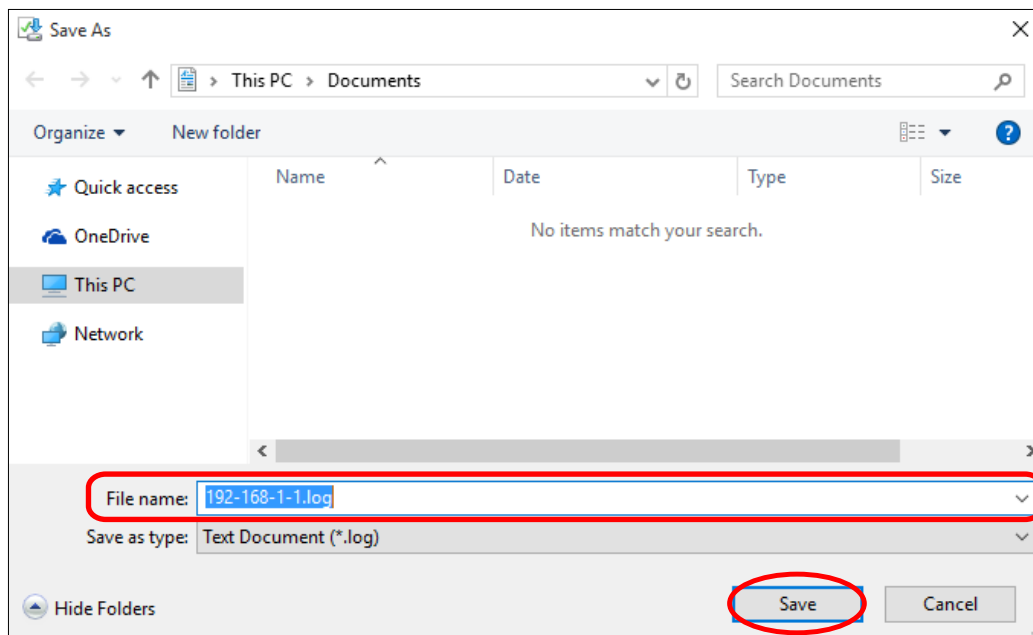 Save As
This PC > Documents
Search Documents
Organize
New folder
Name Date Type Size
Quick access
OneDrive
This PC
Network
No items match your search.
File name: 192-168-1-1.log
Save as type: Text Document (*.log)
Hide Folders
Save
Cancel